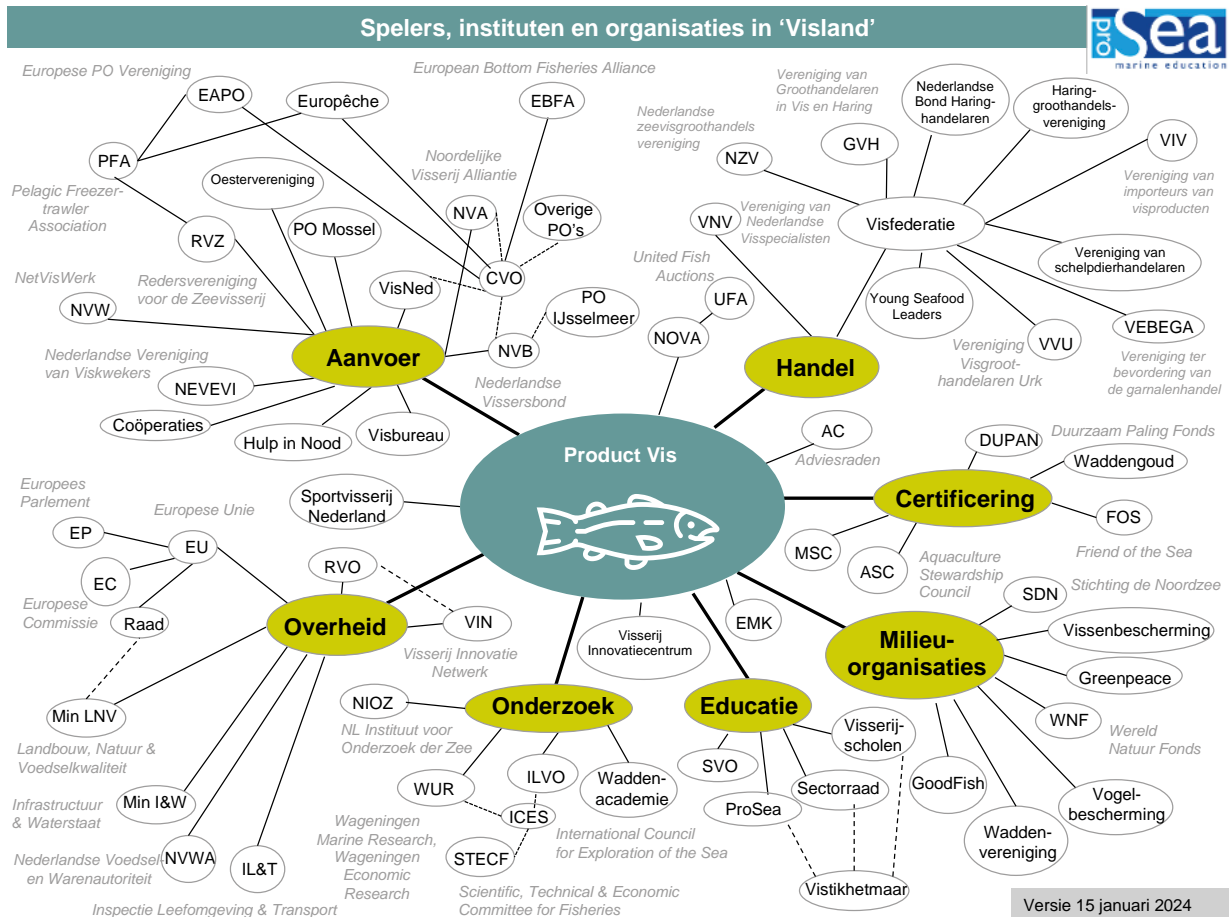 Spelers, instituten en organisaties in ‘Visland’
pro
Sea
marine education
Europese PO Vereniging
EAPO
Europêche
European Bottom Fisheries Alliance
EBFA
Vereniging van
Groothandelaren
in Vis en Haring
Nederlandse
Bond Haring-
handelaren
Haring-
groothandels-
vereniging
Nederlandse
zeevisgroothandels
vereniging
NZV
GVH
VIV
Vereniging van
importeurs van
visproducten
PFA
Pelagic Freezer-
trawler
Association
Oestervereniging
Noordelijke
Visserij Alliantie
NVA
Overige
PO’s
PO Mossel
RVZ
Redersvereniging
voor de Zeevisserij
VNV
Vereniging van
Nederlandse
Visspecialisten
Visfederatie
Vereniging van
schelpdierhandelaren
NetVisWerk
NVW
VisNed
CVO
PO
IJsselmeer
United Fish
Auctions
UFA
NOVA
Young Seafood
Leaders
Vereniging
Visgroot-
handelaren Urk
VVU
VEBEGA
Vereniging ter
bevordering van
de garnalenhandel
Aanvoer
NVB
Nederlandse
Vissersbond
Handel
Nederlandse Vereniging
van Viskwekers
NEVEVI
Coöperaties
Hulp in Nood
Visbureau
Product Vis
AC
Adviesraden
DUPAN
Duurzaam Paling Fonds
Waddengoud
Certificering
FOS
Friend of the Sea
MSC
ASC
Aquaculture
Stewardship
Council
Sportvisserij
Nederland
Europees
Parlement
EP
Europese Unie
EU
EC
Europese
Commissie
Raad
RVO
Overheid
VIN
Visserij Innovatie
Netwerk
Visserij
Innovatiecentrum
EMK
SDN
Stichting de Noordzee
Vissenbescherming
Milieu-
organisaties
Greenpeace
WNF
Wereld
Natuur Fonds
GoodFish
Vogel-
bescherming
Wadden-
vereniging
Min LNV
Landbouw, Natuur &
Voedselkwaliteit
Min I&W
Infrastructuur
& Waterstaat
NVWA
Nederlandse Voedsel-
en Warenautoriteit
IL&T
Inspectie Leefomgeving & Transport
NIOZ
NL Instituut voor
Onderzoek der Zee
Onderzoek
WUR
Wageningen
Marine Research,
Wageningen
Economic
Research
ILVO
ICES
International Council
for Exploration of the Sea
STECF
Scientific, Technical & Economic
Committee for Fisheries
Wadden-
academie
Educatie
SVO
ProSea
Sectorraad
Visserij-
scholen
Vistikhetmaar
Versie 15 januari 2024